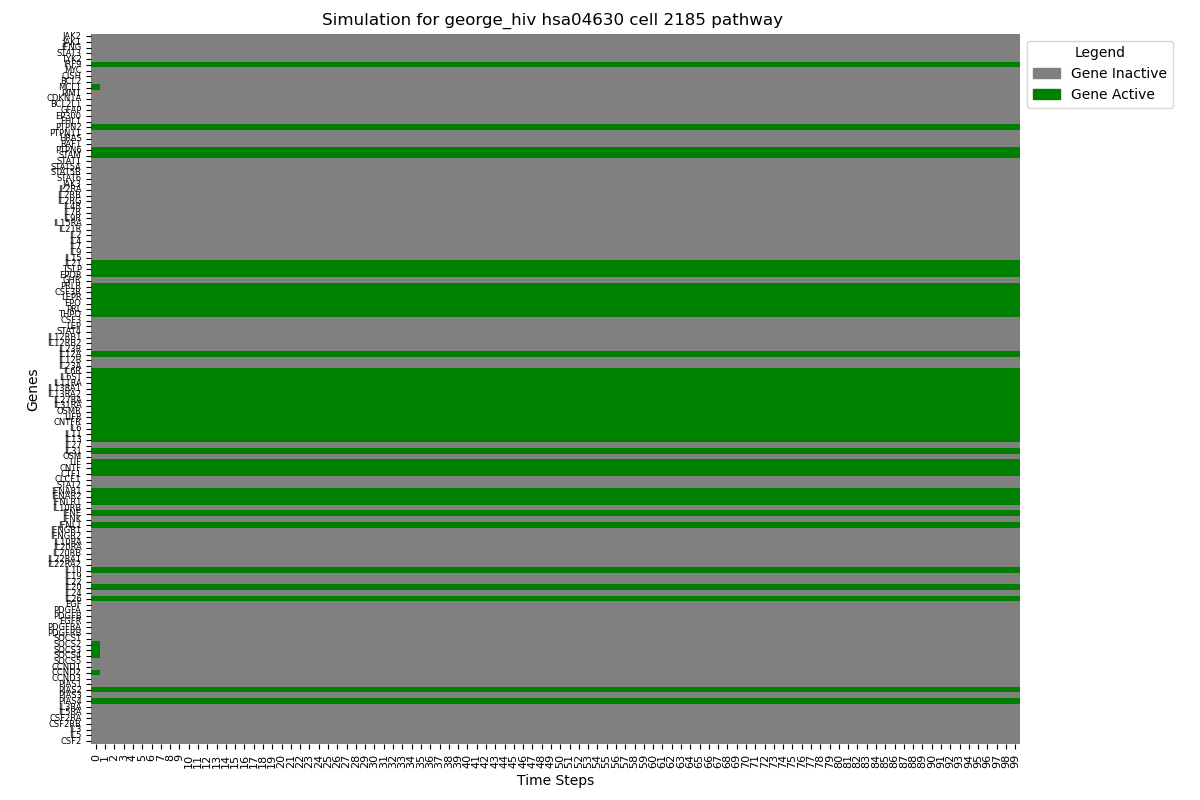 Simulation for george_hiv hsa04630 cell 2185 pathway
Legend
Gene Inactive
Gene Active
Genes
JAK2
JAK1
IFNG
STAT3
TYK2
IRF9
MYC
CISH
BCL2
MCL1
PIM1
CDKN1A
BCL2L1
GFAP
EP300
FHL1
PTPN2
PTPN11
HRAS
RAF1
PTPN6
STAM
STAT1
STAT5A
STAT5B
STAT6
JAK3
IL2RA
IL2RB
IL2RG
IL4R
IL7R
IL9R
IL15RA
IL21R
IL2
IL4
IL7
IL9
IL15
IL21
TSLP
EPOR
GHR
PRLR
CSF3R
LEPR
EPO
PRL
THPO
CSF3
LEP
STAT4
IL12RB1
IL12RB2
IL23R
IL12A
IL12B
IL23A
IL6R
IL6ST
IL11RA
IL13RA1
IL13RA2
IL27RA
IL31RA
OSMR
LIFR
CNTFR
IL6
IL11
IL13
IL27
IL31
OSM
LIF
CNTF
CTF1
CLCF1
STAT2
IFNAR1
IFNAR2
IFNLR1
IL10RB
IFNE
IFNK
IFNL1
IFNGR1
IFNGR2
IL10RA
IL20RA
IL20RB
IL22RA1
IL22RA2
IL10
IL19
IL22
IL20
IL24
IL26
EGF
PDGFA
PDGFB
EGFR
PDGFRA
PDGFRB
SOCS1
SOCS2
SOCS3
SOCS4
SOCS5
CCND1
CCND2
CCND3
PIAS1
PIAS2
PIAS3
PIAS4
IL3RA
IL5RA
CSF2RA
CSF2RB
IL3
IL5
CSF2
0 1 2 3 4 5 6 7 8 9 10 11 12 13 14 15 16 17 18 19 20 21 22 23 24 25 26 27 28 29 30 31 32 33 34 35 36 37 38 39 40 41 42 43 44 45 46 47 48 49 50 51 52 53 54 55 56 57 58 59 60 61 62 63 64 65 66 67 68 69 70 71 72 73 74 75 76 77 78 79 80 81 82 83 84 85 86 87 88 89 90 91 92 93 94 95 96 97 98 99
Time Steps